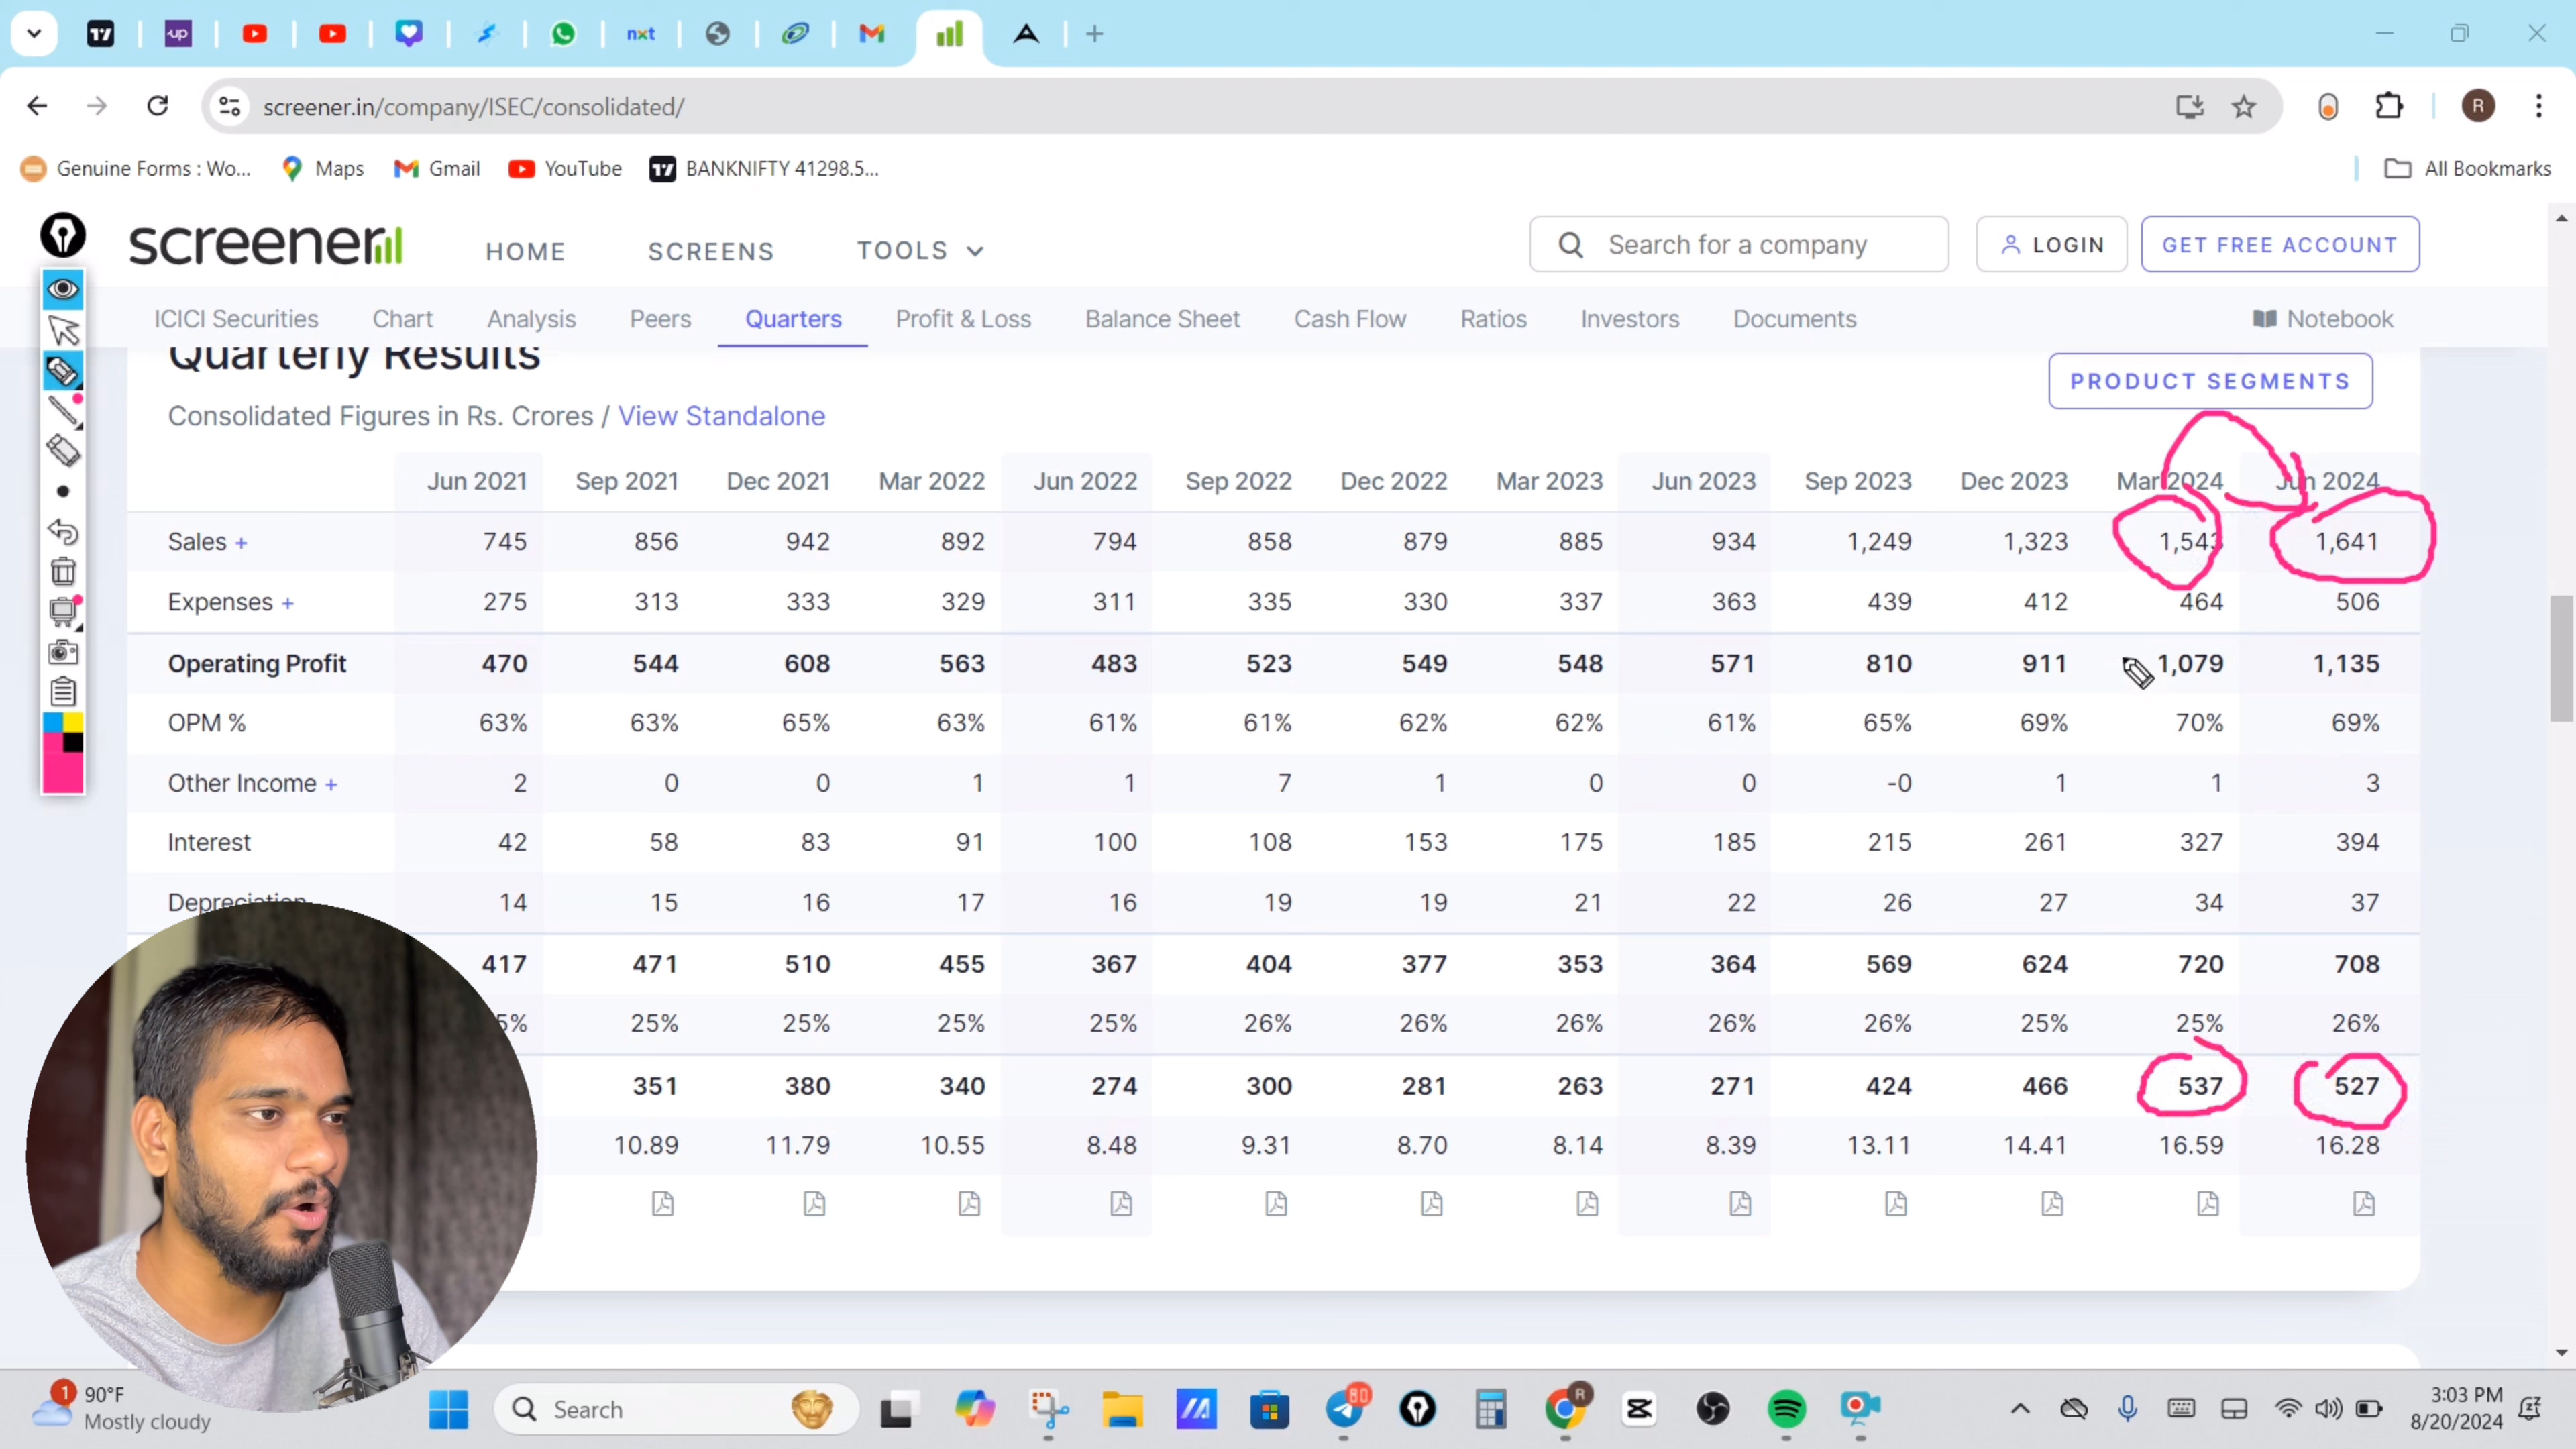 up
nxt
screener.in/company/ISEC/consolidated/
R
Genuine Forms : Wo...
Maps
Gmail
YouTube
BANKNIFTY 41298.5...
All Bookmarks
screener
HOME
SCREENS
TOOLS
Search for a company
LOGIN
GET FREE ACCOUNT
ICICI Securities Chart Analysis Peers Quarters Profit & Loss Balance Sheet Cash Flow Ratios Investors Documents Notebook
Quarterly Results
PRODUCT SEGMENTS
Consolidated Figures in Rs. Crores / View Standalone
Jun 2021 Sep 2021 Dec 2021 Mar 2022 Jun 2022 Sep 2022 Dec 2022 Mar 2023 Jun 2023 Sep 2023 Dec 2023 Mar 2024 Jun 2024
Sales + 745 856 942 892 794 858 879 885 934 1,249 1,323 1,543 1,641
Expenses + 275 313 333 329 311 335 330 337 363 439 412 464 506
Operating Profit 470 544 608 563 483 523 549 548 571 810 911 1,079 1,135
OPM % 63% 63% 65% 63% 61% 61% 62% 62% 61% 65% 69% 70% 69%
Other Income + 2 0 0 1 1 7 1 0 0 -0 1 1 3
Interest 42 58 83 91 100 108 153 175 185 215 261 327 394
Depreciation 14 15 16 17 16 19 19 21 22 26 27 34 37
417 471 510 455 367 404 377 353 364 569 624 720 708
5% 25% 25% 25% 25% 26% 26% 26% 26% 26% 25% 25% 26%
351 380 340 274 300 281 263 271 424 466 537 527
10.89 11.79 10.55 8.48 9.31 8.70 8.14 8.39 13.11 14.41 16.59 16.28
1
90°F
Mostly cloudy
Search
80
R
3:03 PM
8/20/2024